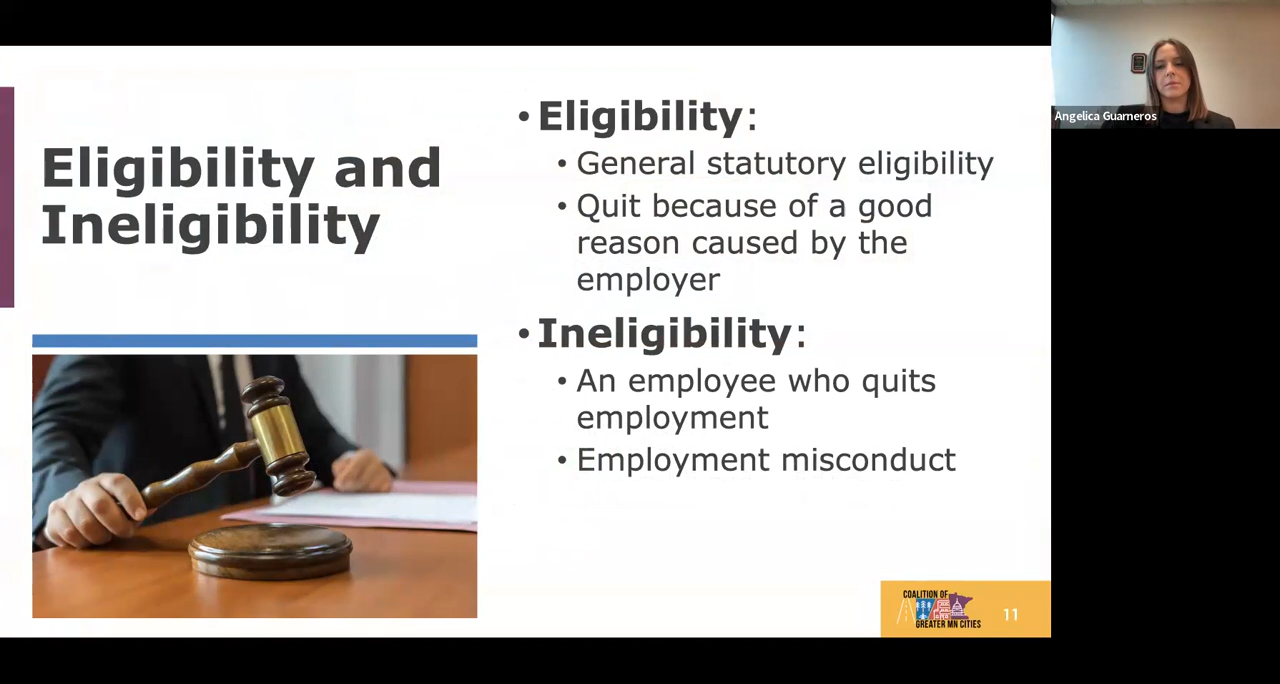 Eligibility and
Ineligibility
• Eligibility:
• General statutory eligibility
• Quit because of a good
reason caused by the
employer
• Ineligibility:
• An employee who quits
employment
• Employment misconduct
COALITION OF
GREATER MN CITIES
11
Angelica Guarneros